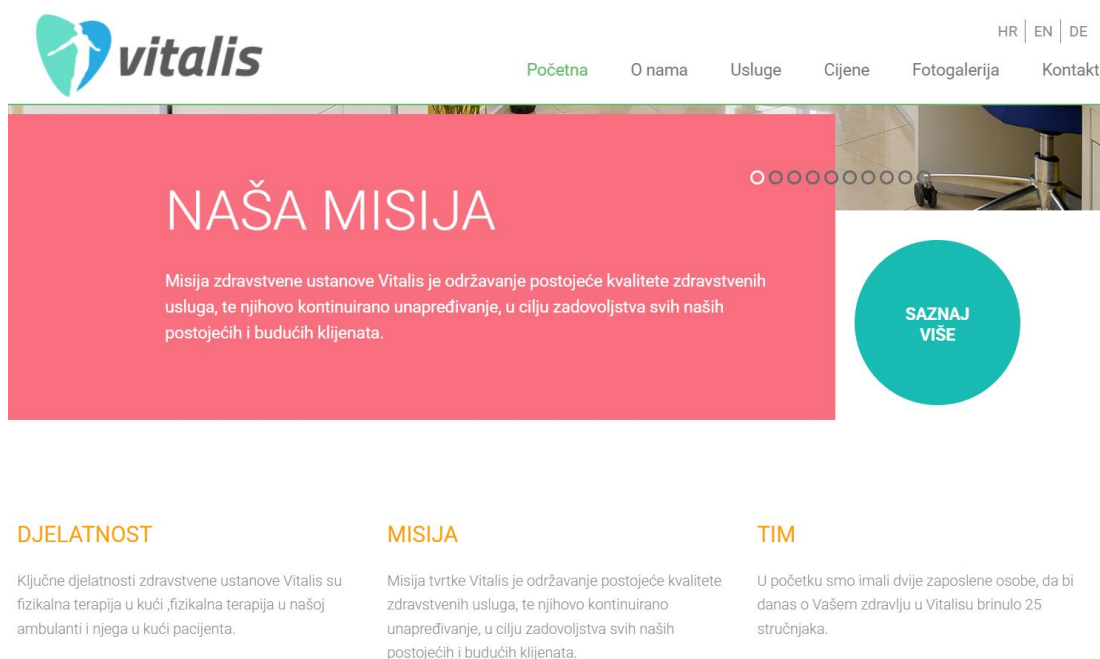 vitalis
HR EN DE
Početna O nama Usluge Cijene Fotogalerija Kontakt
NAŠA MISIJA
Misija zdravstvene ustanove Vitalis je održavanje postojeće kvalitete zdravstvenih
usluga, te njihovo kontinuirano unapređivanje, u cilju zadovoljstva svih naših
postojećih i budućih klijenata.
SAZNAJ
VIŠE
DJELATNOST
Ključne djelatnosti zdravstvene ustanove Vitalis su
fizikalna terapija u kući ,fizikalna terapija u našoj
ambulanti i njega u kući pacijenta.
MISIJA
Misija tvrtke Vitalis je održavanje postojeće kvalitete
zdravstvenih usluga, te njihovo kontinuirano
unapređivanje, u cilju zadovoljstva svih naših
postojećih i budućih klijenata.
TIM
U početku smo imali dvije zaposlene osobe, da bi
danas o Vašem zdravlju u Vitalisu brinulo 25
stručnjaka.